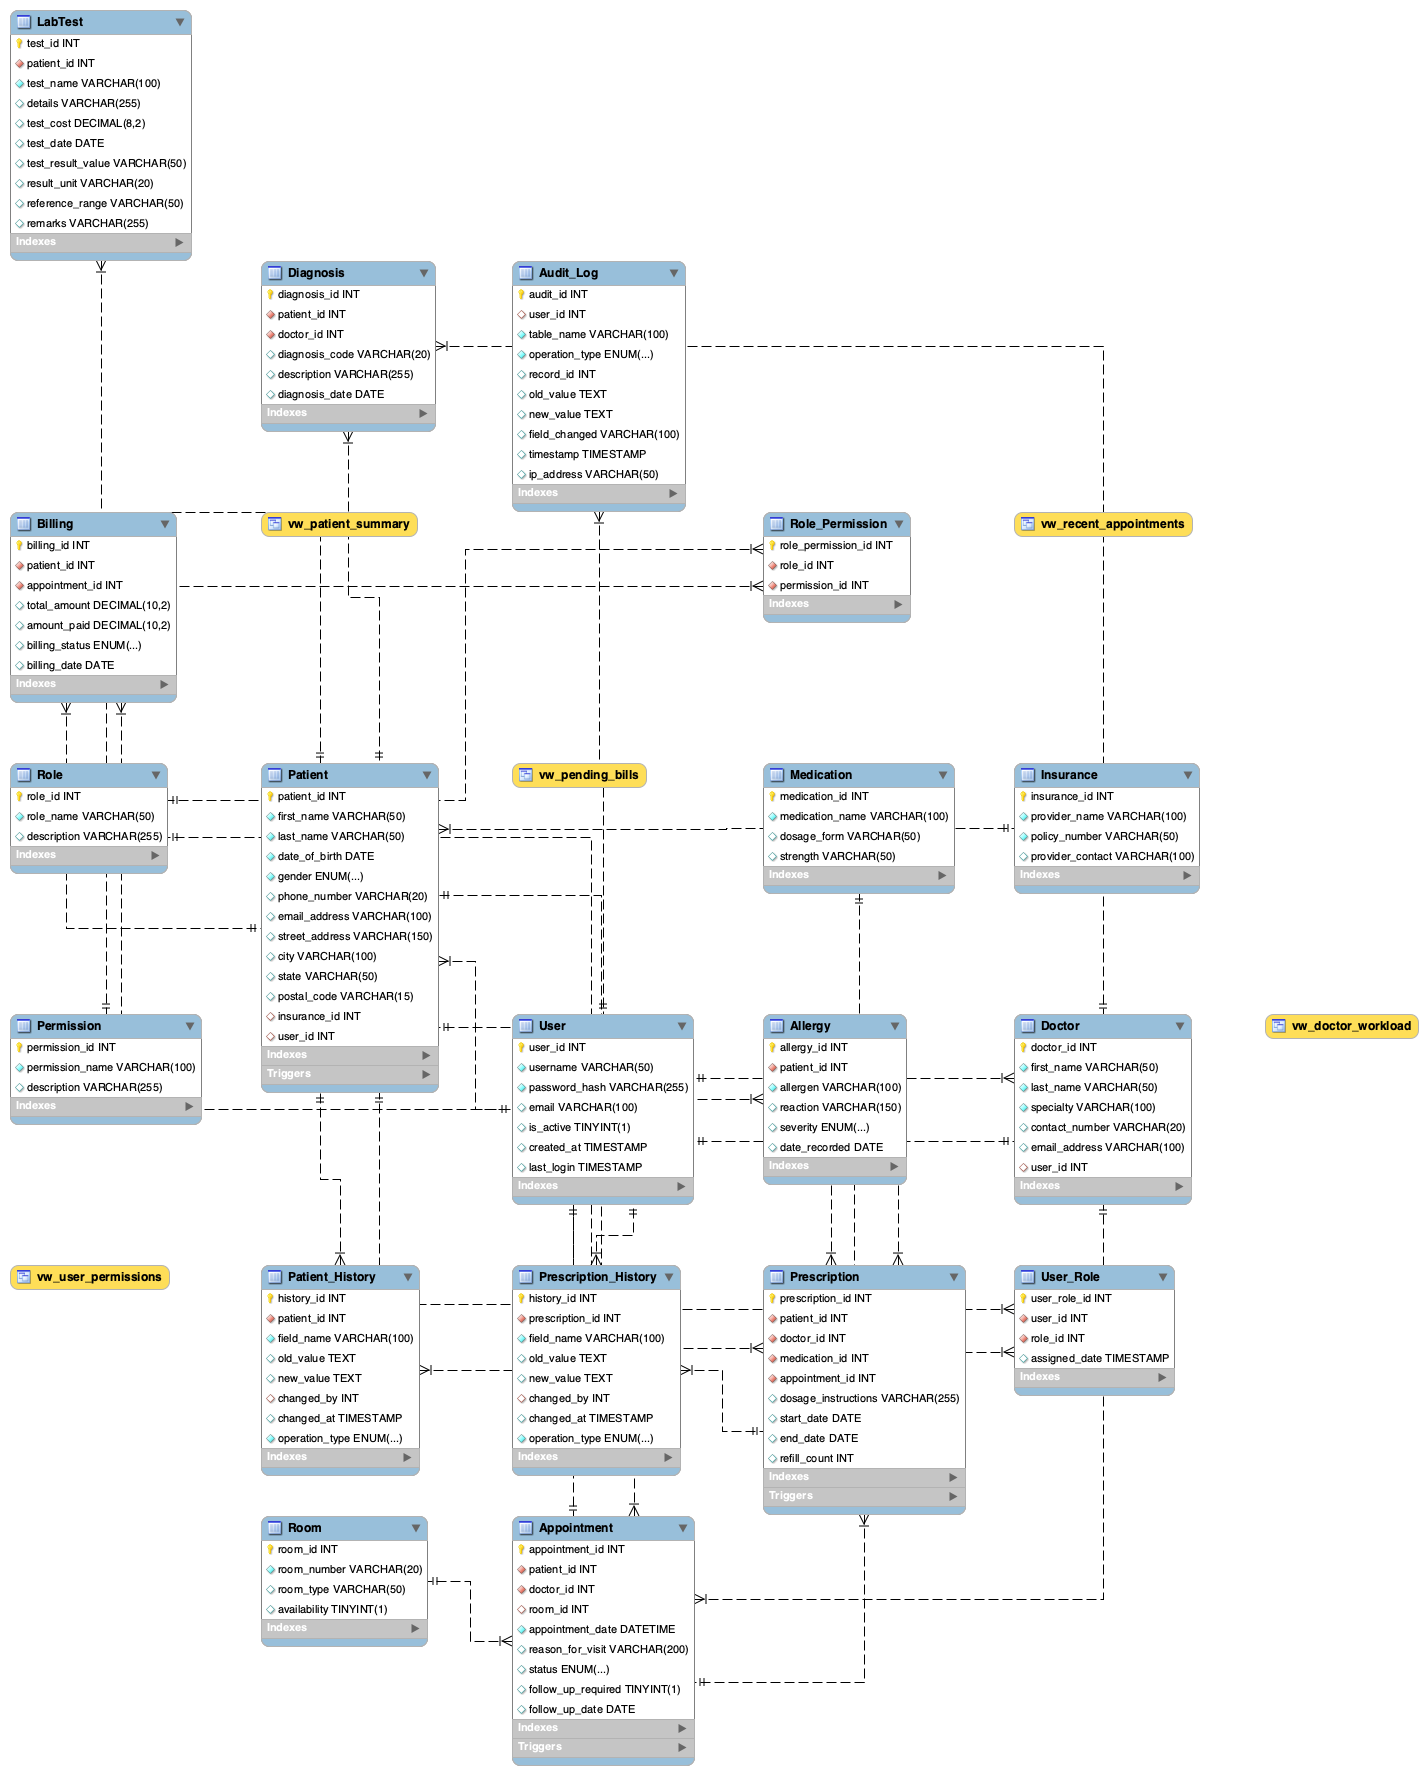 LabTest
test_id INT
patient_id INT
test_name VARCHAR(100)
details VARCHAR(255)
test_cost DECIMAL(8,2)
test_date DATE
test_result_value VARCHAR(50)
result_unit VARCHAR(20)
reference_range VARCHAR(50)
remarks VARCHAR(255)
Indexes
Diagnosis
diagnosis_id INT
patient_id INT
doctor_id INT
diagnosis_code VARCHAR(20)
description VARCHAR(255)
diagnosis_date DATE
Indexes
Audit_Log
audit_id INT
user_id INT
table_name VARCHAR(100)
operation_type ENUM(...)
record_id INT
old_value TEXT
new_value TEXT
field_changed VARCHAR(100)
timestamp TIMESTAMP
ip_address VARCHAR(50)
Indexes
Billing
billing_id INT
patient_id INT
appointment_id INT
total_amount DECIMAL(10,2)
amount_paid DECIMAL(10,2)
billing_status ENUM(...)
billing_date DATE
Indexes
vw_patient_summary
Role_Permission
role_permission_id INT
role_id INT
permission_id INT
Indexes
vw_recent_appointments
Role
role_id INT
role_name VARCHAR(50)
description VARCHAR(255)
Indexes
Patient
patient_id INT
first_name VARCHAR(50)
last_name VARCHAR(50)
date_of_birth DATE
gender ENUM(...)
phone_number VARCHAR(20)
email_address VARCHAR(100)
street_address VARCHAR(150)
city VARCHAR(100)
state VARCHAR(50)
postal_code VARCHAR(15)
insurance_id INT
user_id INT
Indexes
Triggers
vw_pending_bills
Medication
medication_id INT
medication_name VARCHAR(100)
dosage_form VARCHAR(50)
strength VARCHAR(50)
Indexes
Insurance
insurance_id INT
provider_name VARCHAR(100)
policy_number VARCHAR(50)
provider_contact VARCHAR(100)
Indexes
Permission
permission_id INT
permission_name VARCHAR(100)
description VARCHAR(255)
Indexes
User
user_id INT
username VARCHAR(50)
password_hash VARCHAR(255)
email VARCHAR(100)
is_active TINYINT(1)
created_at TIMESTAMP
last_login TIMESTAMP
Indexes
Allergy
allergy_id INT
patient_id INT
allergen VARCHAR(100)
reaction VARCHAR(150)
severity ENUM(...)
date_recorded DATE
Indexes
Doctor
doctor_id INT
first_name VARCHAR(50)
last_name VARCHAR(50)
specialty VARCHAR(100)
contact_number VARCHAR(20)
email_address VARCHAR(100)
user_id INT
Indexes
vw_doctor_workload
vw_user_permissions
Patient_History
history_id INT
patient_id INT
field_name VARCHAR(100)
old_value TEXT
new_value TEXT
changed_by INT
changed_at TIMESTAMP
operation_type ENUM(...)
Indexes
Prescription_History
history_id INT
prescription_id INT
field_name VARCHAR(100)
old_value TEXT
new_value TEXT
changed_by INT
changed_at TIMESTAMP
operation_type ENUM(...)
Indexes
Prescription
prescription_id INT
patient_id INT
doctor_id INT
medication_id INT
appointment_id INT
dosage_instructions VARCHAR(255)
start_date DATE
end_date DATE
refill_count INT
Indexes
Triggers
User_Role
user_role_id INT
user_id INT
role_id INT
assigned_date TIMESTAMP
Indexes
Room
room_id INT
room_number VARCHAR(20)
room_type VARCHAR(50)
availability TINYINT(1)
Indexes
Appointment
appointment_id INT
patient_id INT
doctor_id INT
room_id INT
appointment_date DATETIME
reason_for_visit VARCHAR(200)
status ENUM(...)
follow_up_required TINYINT(1)
follow_up_date DATE
Indexes
Triggers